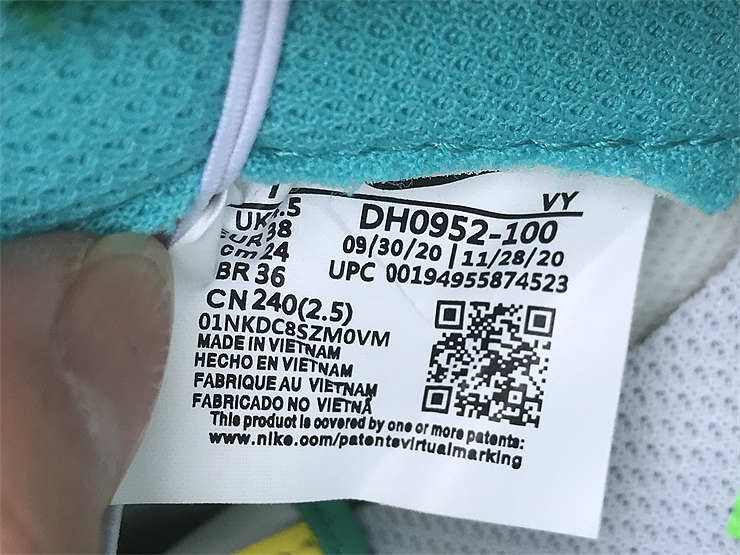 VY
UK 4.5
EUR 38
cm 24
BR 36
CN 240(2.5)
DH0952-100
09/30/20 | 11/28/20
UPC 00194955874523
01NKDC8SZM0VM
MADE IN VIETNAM
HECHO EN VIETNAM
FABRIQUE AU VIETNAM
FABRICADO NO VIETNÃ
This product is covered by one or more patents:
www.nike.com/patentsvirtualmarking